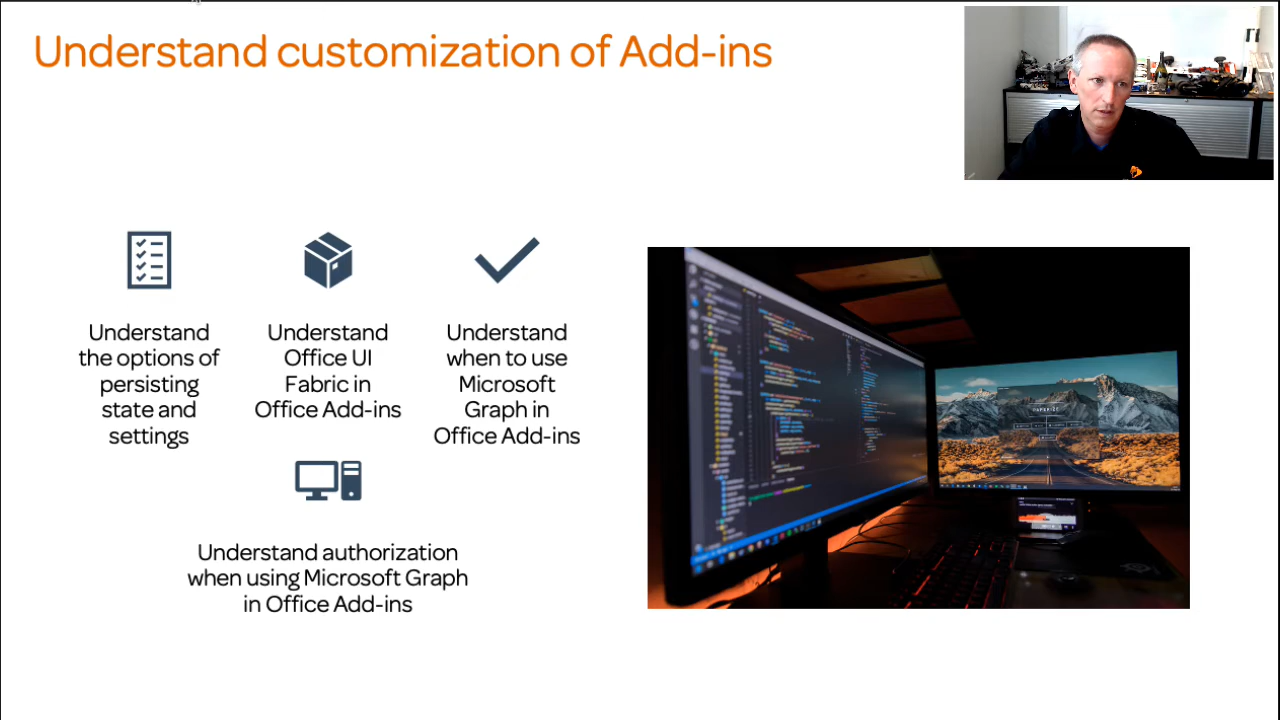 Understand customization of Add-ins
Understand
the options of
persisting
state and
settings
Understand
Office UI
Fabric in
Office Add-ins
Understand
when to use
Microsoft
Graph in
Office Add-ins
Understand authorization
when using Microsoft Graph
in Office Add-ins